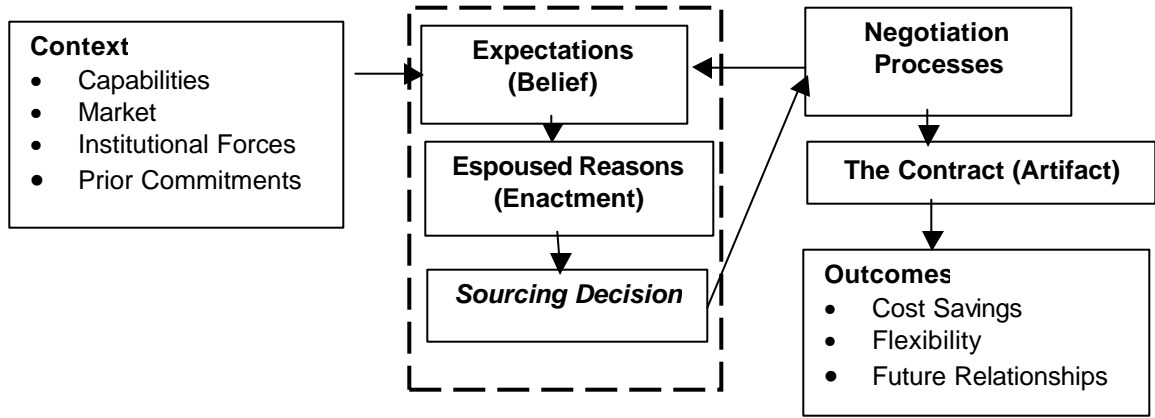 Context
• Capabilities
• Market
• Institutional Forces
• Prior Commitments
Expectations
(Belief)
Espoused Reasons
(Enactment)
Sourcing Decision
Negotiation
Processes
The Contract (Artifact)
Outcomes
• Cost Savings
• Flexibility
• Future Relationships